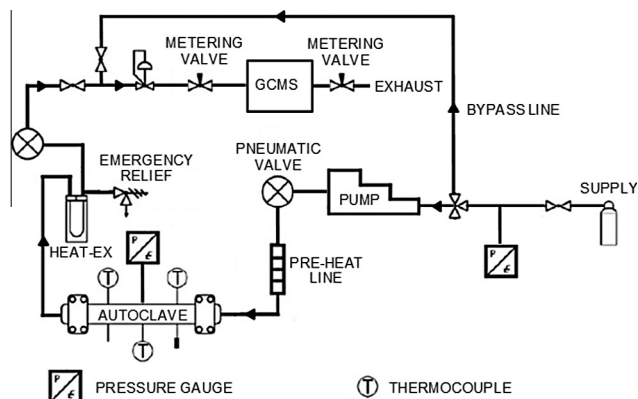 METERING
VALVE
METERING
VALVE
GCMS
EXHAUST
BYPASS LINE
PNEUMATIC
VALVE
EMERGENCY
RELIEF
SUPPLY
PUMP
HEAT-EX
P
E
P
E
PRE-HEAT
LINE
T
T
AUTOCLAVE
T
P
E
PRESSURE GAUGE
T
THERMOCOUPLE